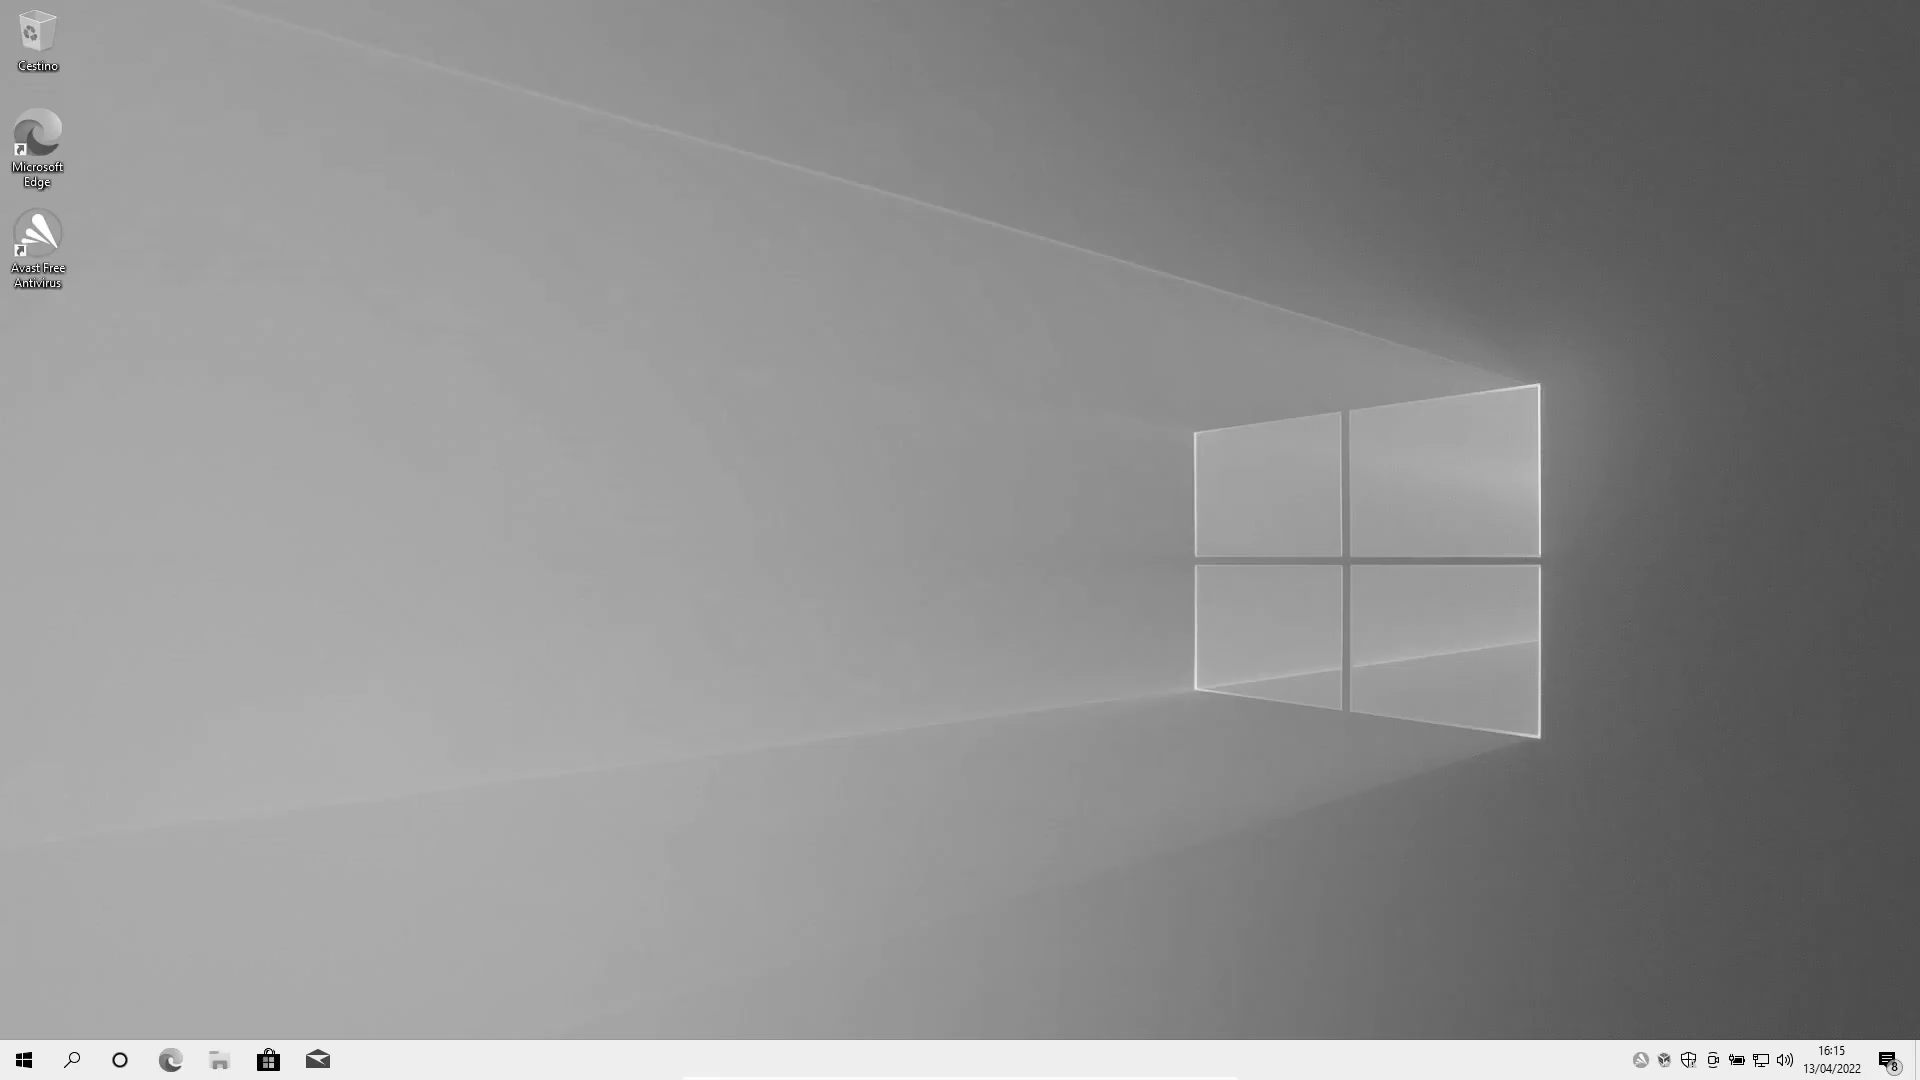 Cestino
Microsoft
Edge
Avast Free
Antivirus
16:15
13/04/2022
8